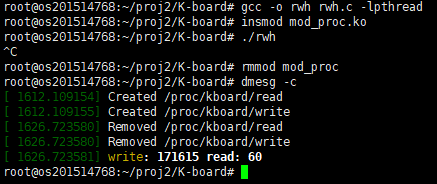 root@os201514768:~/proj2/K-board# gcc -o rwh rwh.c -lpthread
root@os201514768:~/proj2/K-board# insmod mod_proc.ko
root@os201514768:~/proj2/K-board# ./rwh
^C
root@os201514768:~/proj2/K-board# rmmod mod_proc
root@os201514768:~/proj2/K-board# dmesg -c
[ 1612.109154] Created /proc/kboard/read
[ 1612.109155] Created /proc/kboard/write
[ 1626.723580] Removed /proc/kboard/read
[ 1626.723580] Removed /proc/kboard/write
[ 1626.723581] write: 171615 read: 60
root@os201514768:~/proj2/K-board#